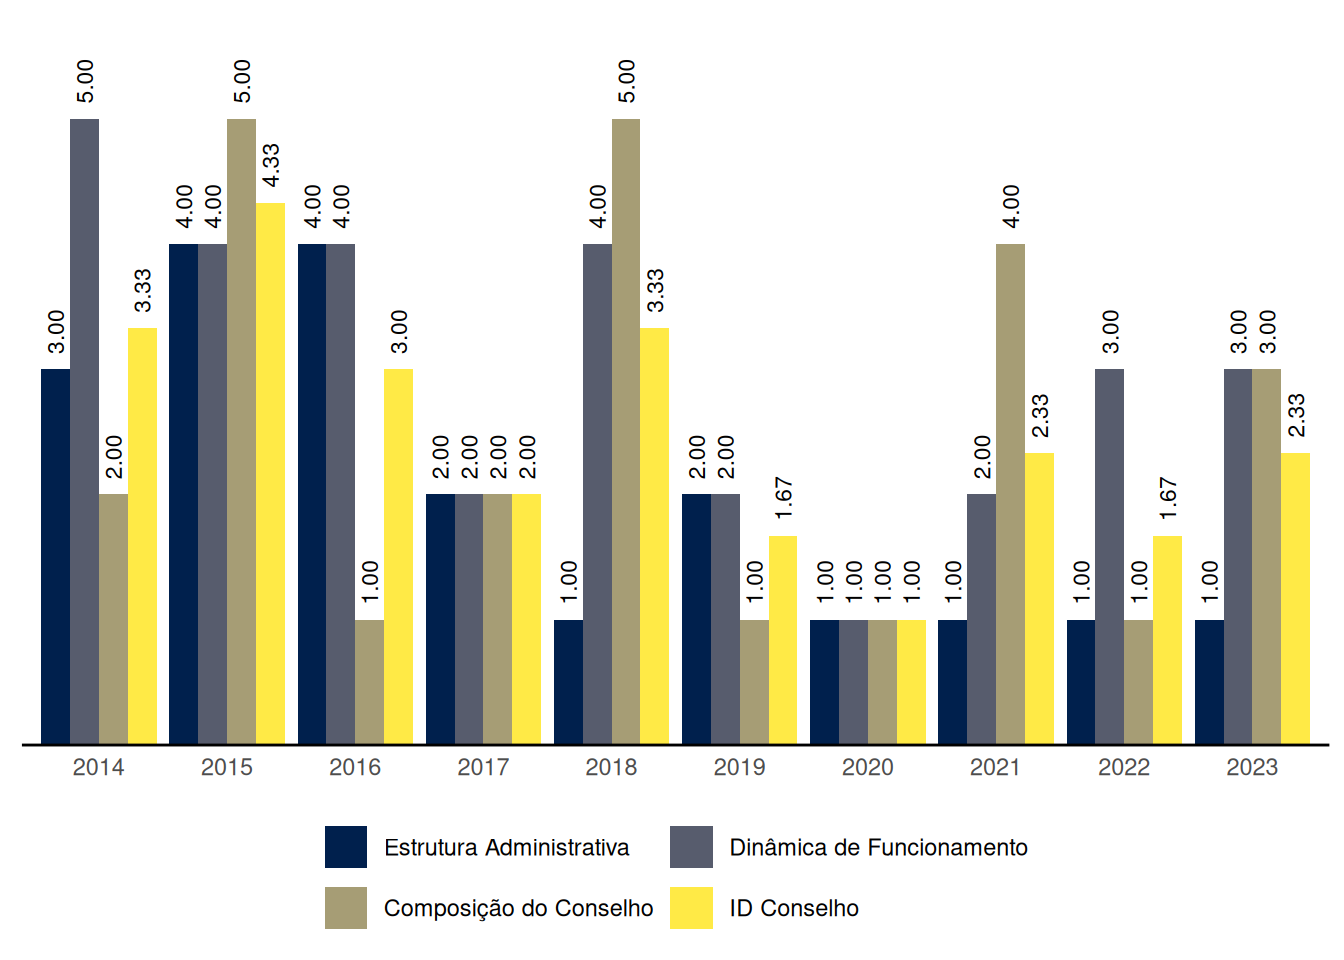 3.00 5.00 2.00 3.33 4.00 4.00 5.00 4.33 4.00 4.00 1.00 3.00 2.00 2.00 2.00 2.00 1.00 4.00 5.00 3.33 2.00 2.00 1.00 1.67 1.00 1.00 1.00 1.00 1.00 2.00 4.00 2.33 1.00 3.00 1.00 1.67 1.00 3.00 3.00 2.33
2014 2015 2016 2017 2018 2019 2020 2021 2022 2023
Estrutura Administrativa Dinâmica de Funcionamento
Composição do Conselho ID Conselho